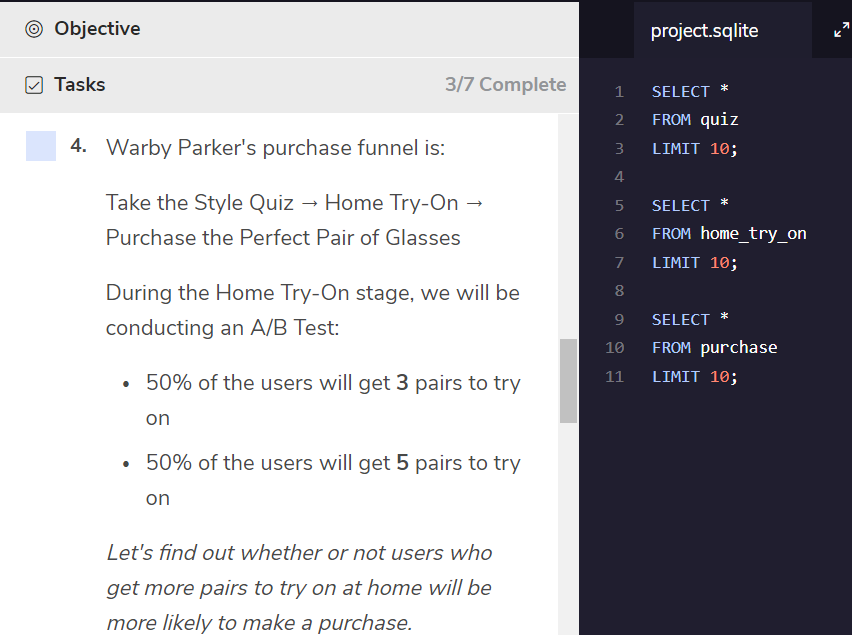 Objective
Tasks
3/7 Complete
4. Warby Parker's purchase funnel is:
Take the Style Quiz → Home Try-On →
Purchase the Perfect Pair of Glasses
During the Home Try-On stage, we will be
conducting an A/B Test:
• 50% of the users will get 3 pairs to try
on
• 50% of the users will get 5 pairs to try
on
Let's find out whether or not users who
get more pairs to try on at home will be
more likely to make a purchase.
project.sqlite
1 SELECT *
2 FROM quiz
3 LIMIT 10;
4
5 SELECT *
6 FROM home_try_on
7 LIMIT 10;
8
9 SELECT *
10 FROM purchase
11 LIMIT 10;